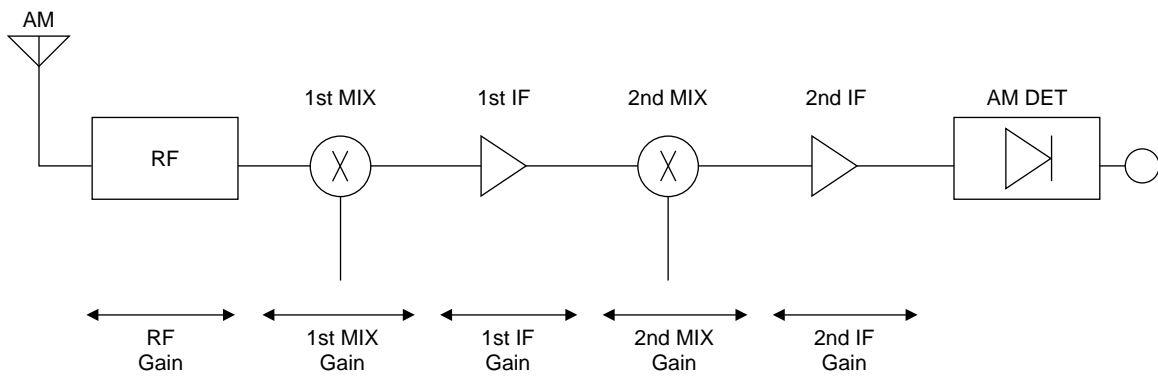 AM
1st MIX
1st IF
2nd MIX
2nd IF
AM DET
RF
RF
Gain
1st MIX
Gain
1st IF
Gain
2nd MIX
Gain
2nd IF
Gain